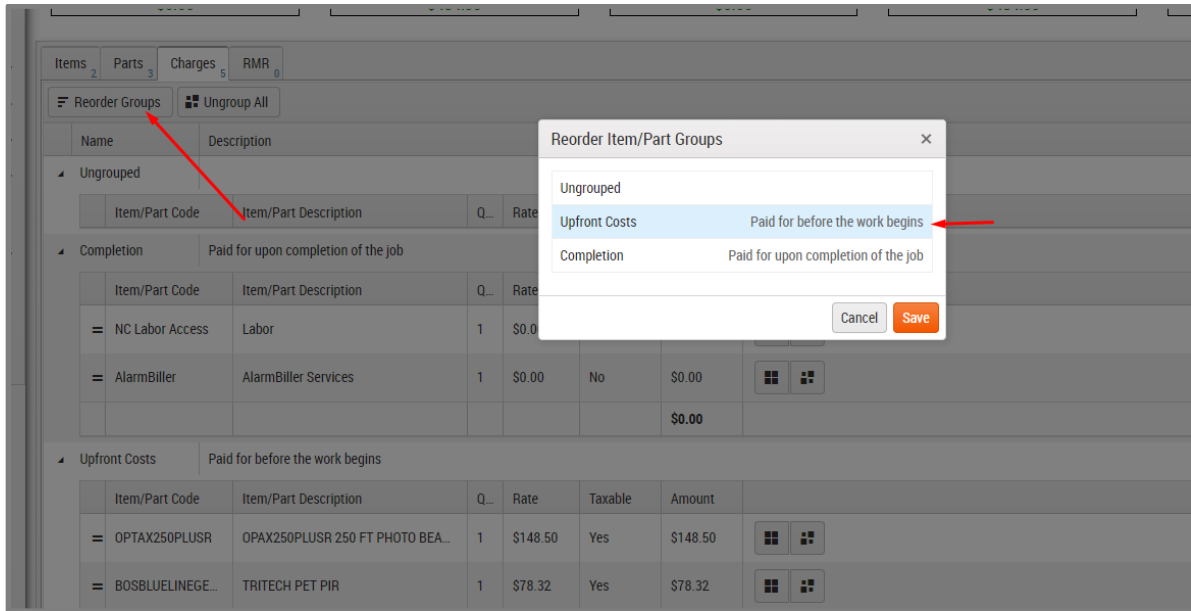 Items 2 Parts 3 Charges 5 RMR 0
Reorder Groups Ungroup All
Name Description
Reorder Item/Part Groups ×
Ungrouped
Ungrouped
Item/Part Code Item/Part Description Q... Rate
Upfront Costs Paid for before the work begins
Completion Paid for upon completion of the job
Completion Paid for upon completion of the job
Item/Part Code Item/Part Description Q... Rate
Cancel Save
NC Labor Access Labor 1
AlarmBiller AlarmBiller Services 1 $0.00 No $0.00
$0.00
Upfront Costs Paid for before the work begins
Item/Part Code Item/Part Description Q... Rate Taxable Amount
OPTAX250PLUSR OPAX250PLUSR 250 FT PHOTO BEA... 1 $148.50 Yes $148.50
BOSBLUELINEGE... TRITECH PET PIR 1 $78.32 Yes $78.32